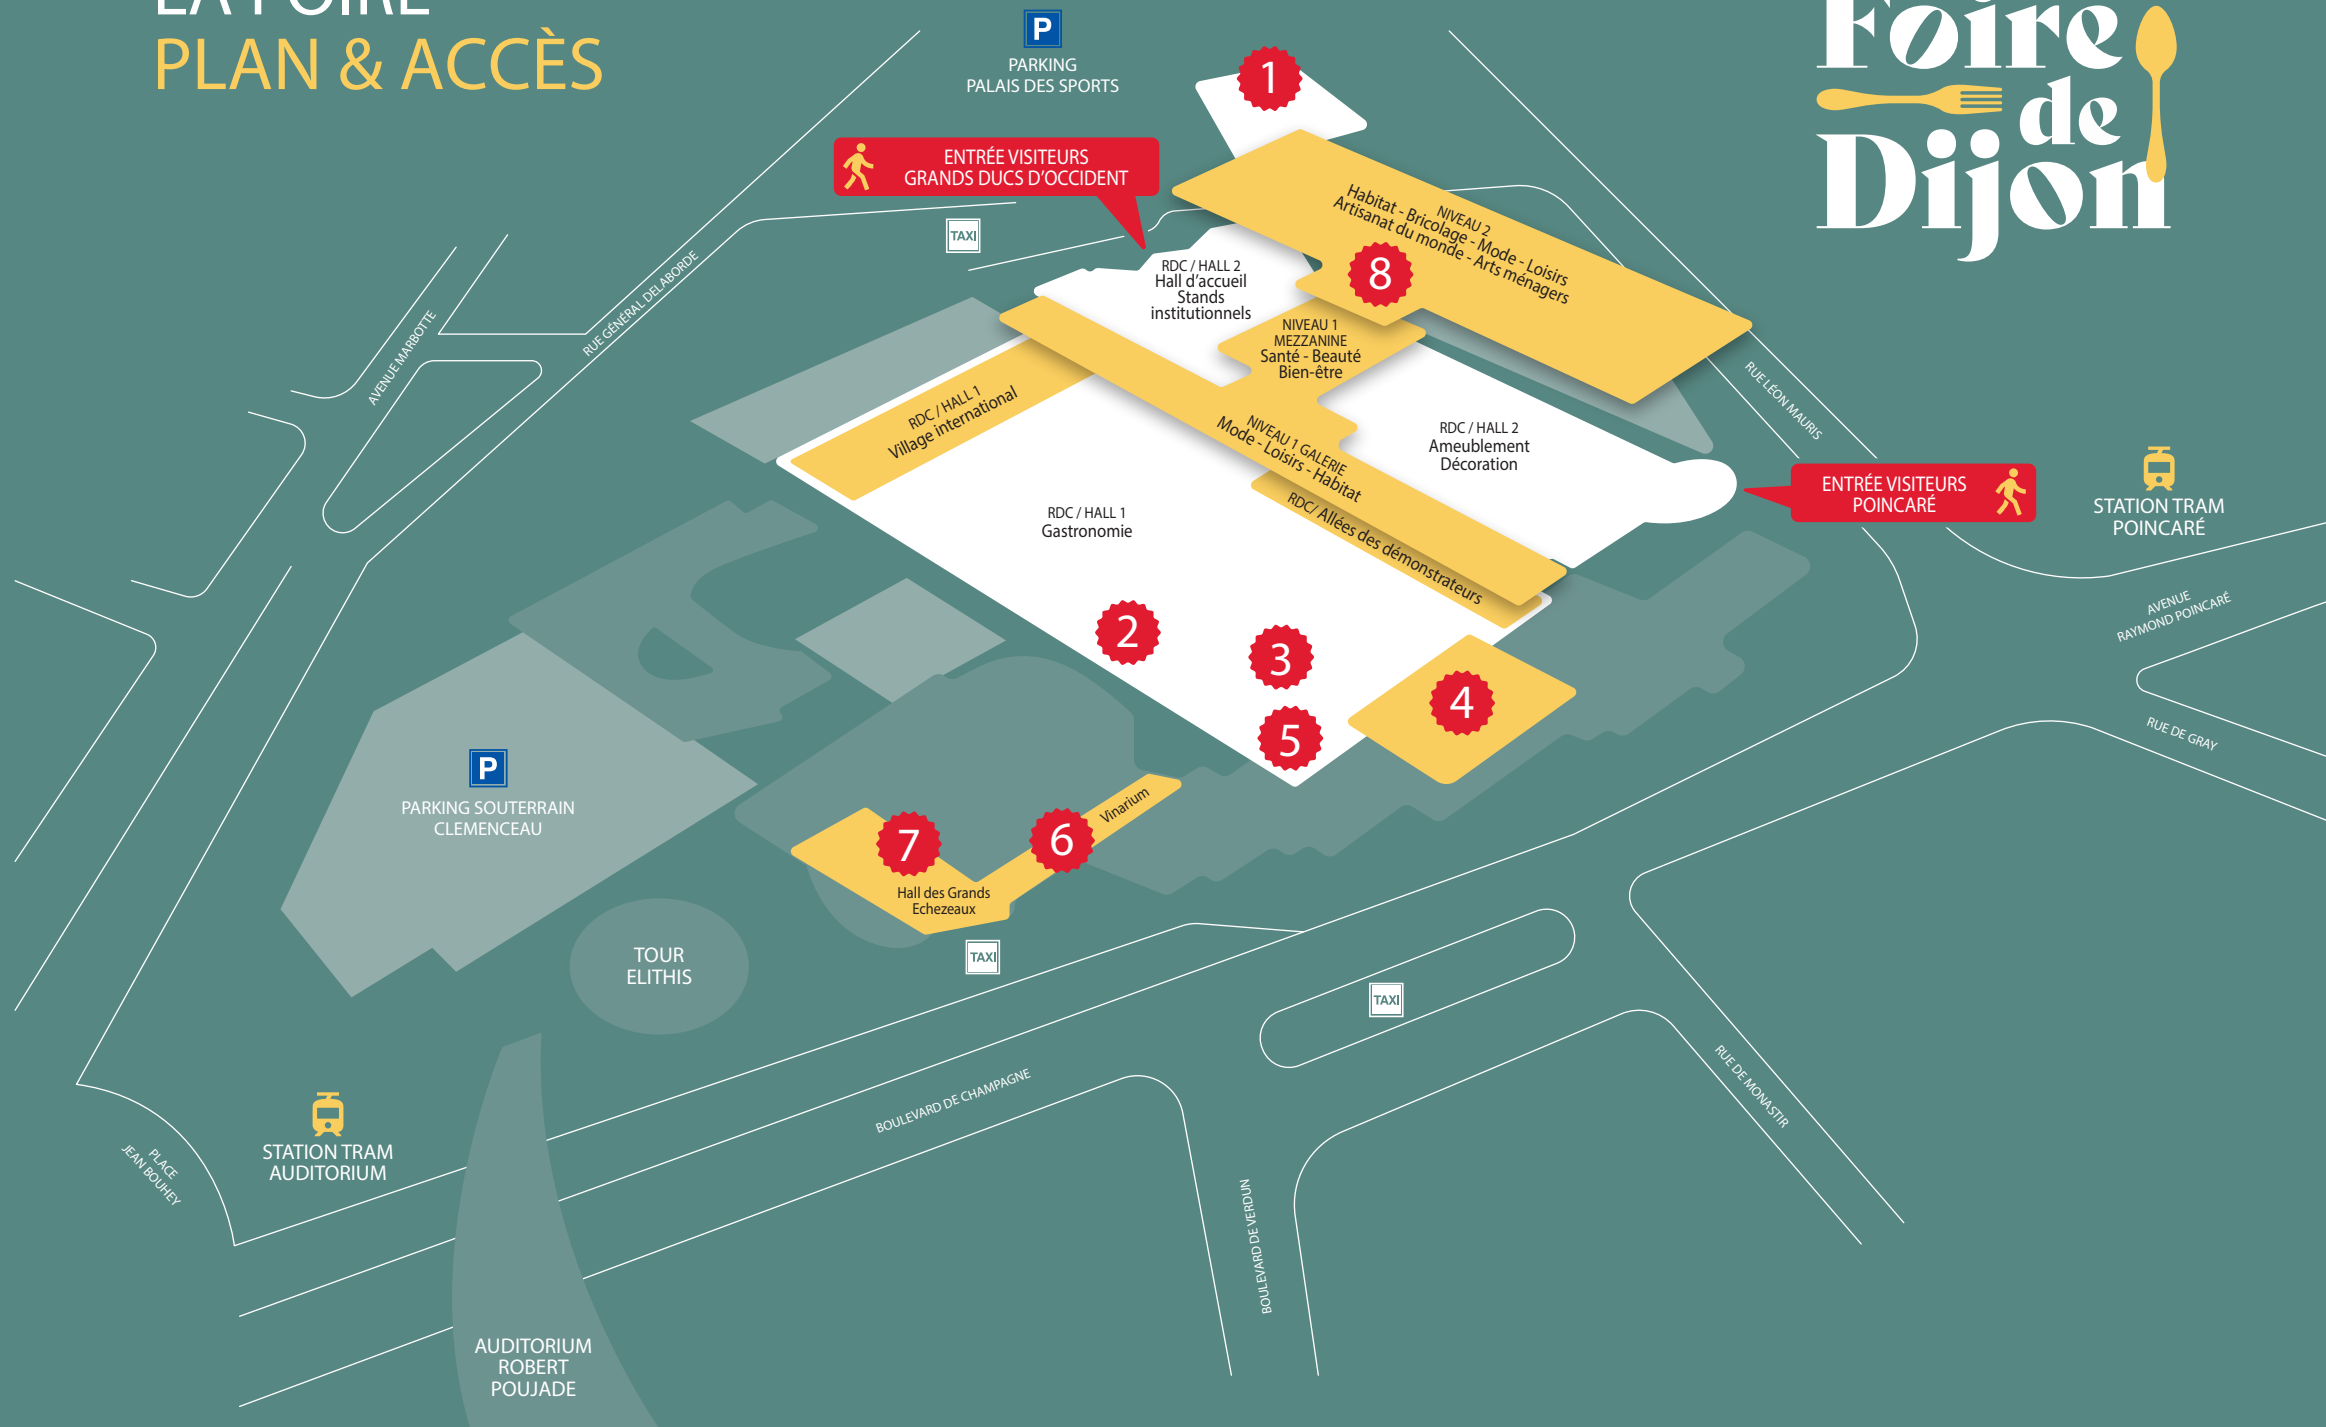 LA FOIRE
PLAN & ACCÈS
P
PARKING
PALAIS DES SPORTS
Foire
de
Dijon
1
ENTRÉE VISITEURS
GRANDS DUCS D'OCCIDENT
TAXI
NIVEAU 2
Habitat - Bricolage - Mode - Loisirs
Artisanat du monde - Arts ménagers
8
RDC / HALL 2
Hall d'accueil
Stands
institutionnels
NIVEAU 1
MEZZANINE
Santé - Beauté
Bien-être
AVENUE MARBOTTE
RUE GÉNÉRAL DELABORDE
RDC / HALL 1
Village international
NIVEAU 1 GALERIE
Mode - Loisirs - Habitat
RDC/ Allées des démonstrateurs
RDC / HALL 2
Ameublement
Décoration
RUE LÉON MAURIS
ENTRÉE VISITEURS
POINCARÉ
STATION TRAM
POINCARÉ
RDC / HALL 1
Gastronomie
2
3
4
5
AVENUE
RAYMOND POINCARÉ
RUE DE GRAY
P
PARKING SOUTERRAIN
CLEMENCEAU
7
6
Vinarium
Hall des Grands
Echezeaux
TOUR
ELITHIS
TAXI
TAXI
BOULEVARD DE CHAMPAGNE
RUE DE MONASTIR
STATION TRAM
AUDITORIUM
PLACE
JEAN BOUHEY
BOULEVARD DE VERDUN
AUDITORIUM
ROBERT
POUJADE